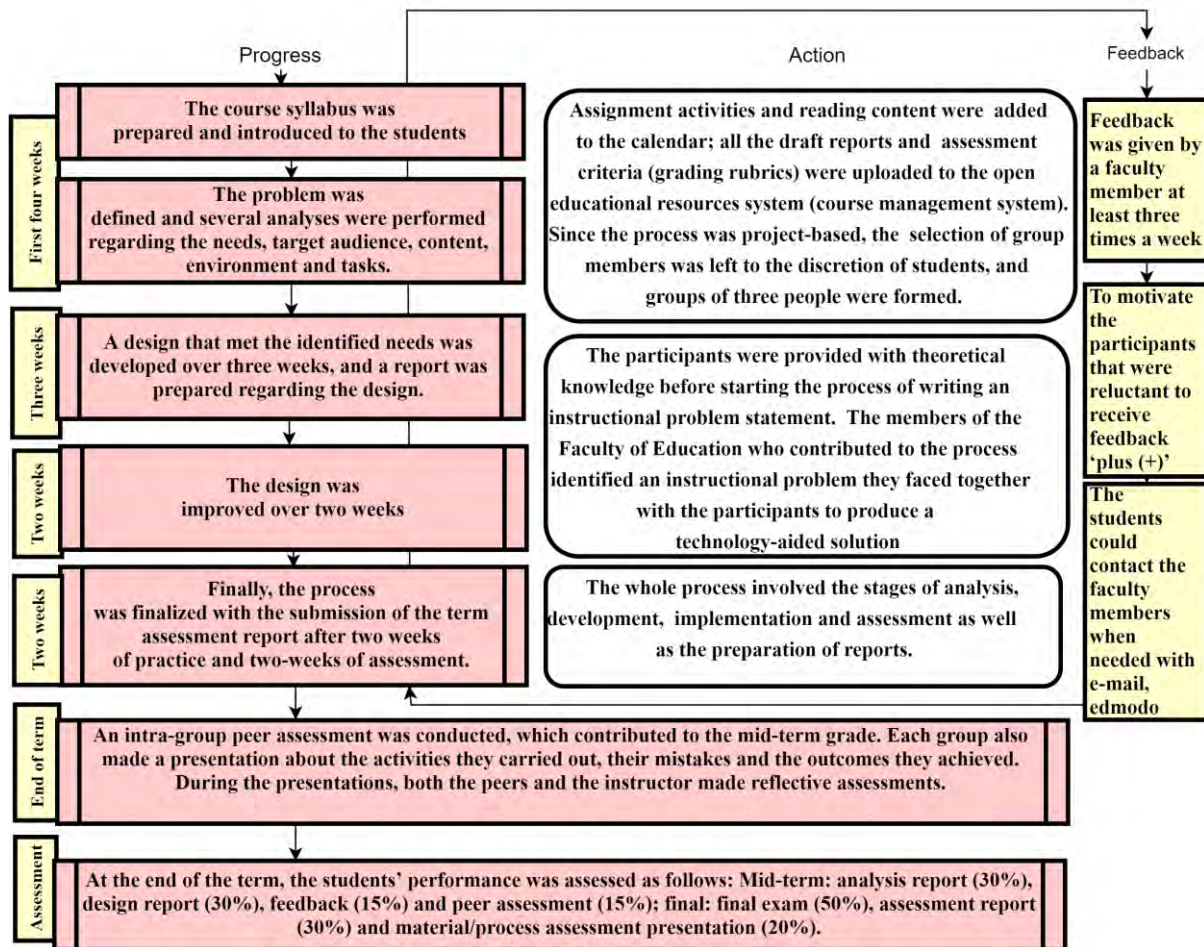 Progress
Action
Feedback
First four weeks
The course syllabus was
prepared and introduced to the students
The problem was
defined and several analyses were performed
regarding the needs, target audience, content,
environment and tasks.
Assignment activities and reading content were added
to the calendar; all the draft reports and assessment
criteria (grading rubrics) were uploaded to the open
educational resources system (course management system).
Since the process was project-based, the selection of group
members was left to the discretion of students, and
groups of three people were formed.
Feedback
was given by
a faculty
member at
least three
times a week
Three weeks
A design that met the identified needs was
developed over three weeks, and a report was
prepared regarding the design.
The participants were provided with theoretical
knowledge before starting the process of writing an
instructional problem statement. The members of the
Faculty of Education who contributed to the process
identified an instructional problem they faced together
with the participants to produce a
technology-aided solution
To motivate
the
participants
that were
reluctant to
receive
feedback
‘plus (+)’
Two weeks
The design was
improved over two weeks
Two weeks
Finally, the process
was finalized with the submission of the term
assessment report after two weeks
of practice and two-weeks of assessment.
The whole process involved the stages of analysis,
development, implementation and assessment as well
as the preparation of reports.
The
students
could
contact the
faculty
members
when
needed with
e-mail,
edmodo
End of term
An intra-group peer assessment was conducted, which contributed to the mid-term grade. Each group also
made a presentation about the activities they carried out, their mistakes and the outcomes they achieved.
During the presentations, both the peers and the instructor made reflective assessments.
Assessment
At the end of the term, the students’ performance was assessed as follows: Mid-term: analysis report (30%),
design report (30%), feedback (15%) and peer assessment (15%); final: final exam (50%), assessment report
(30%) and material/process assessment presentation (20%).